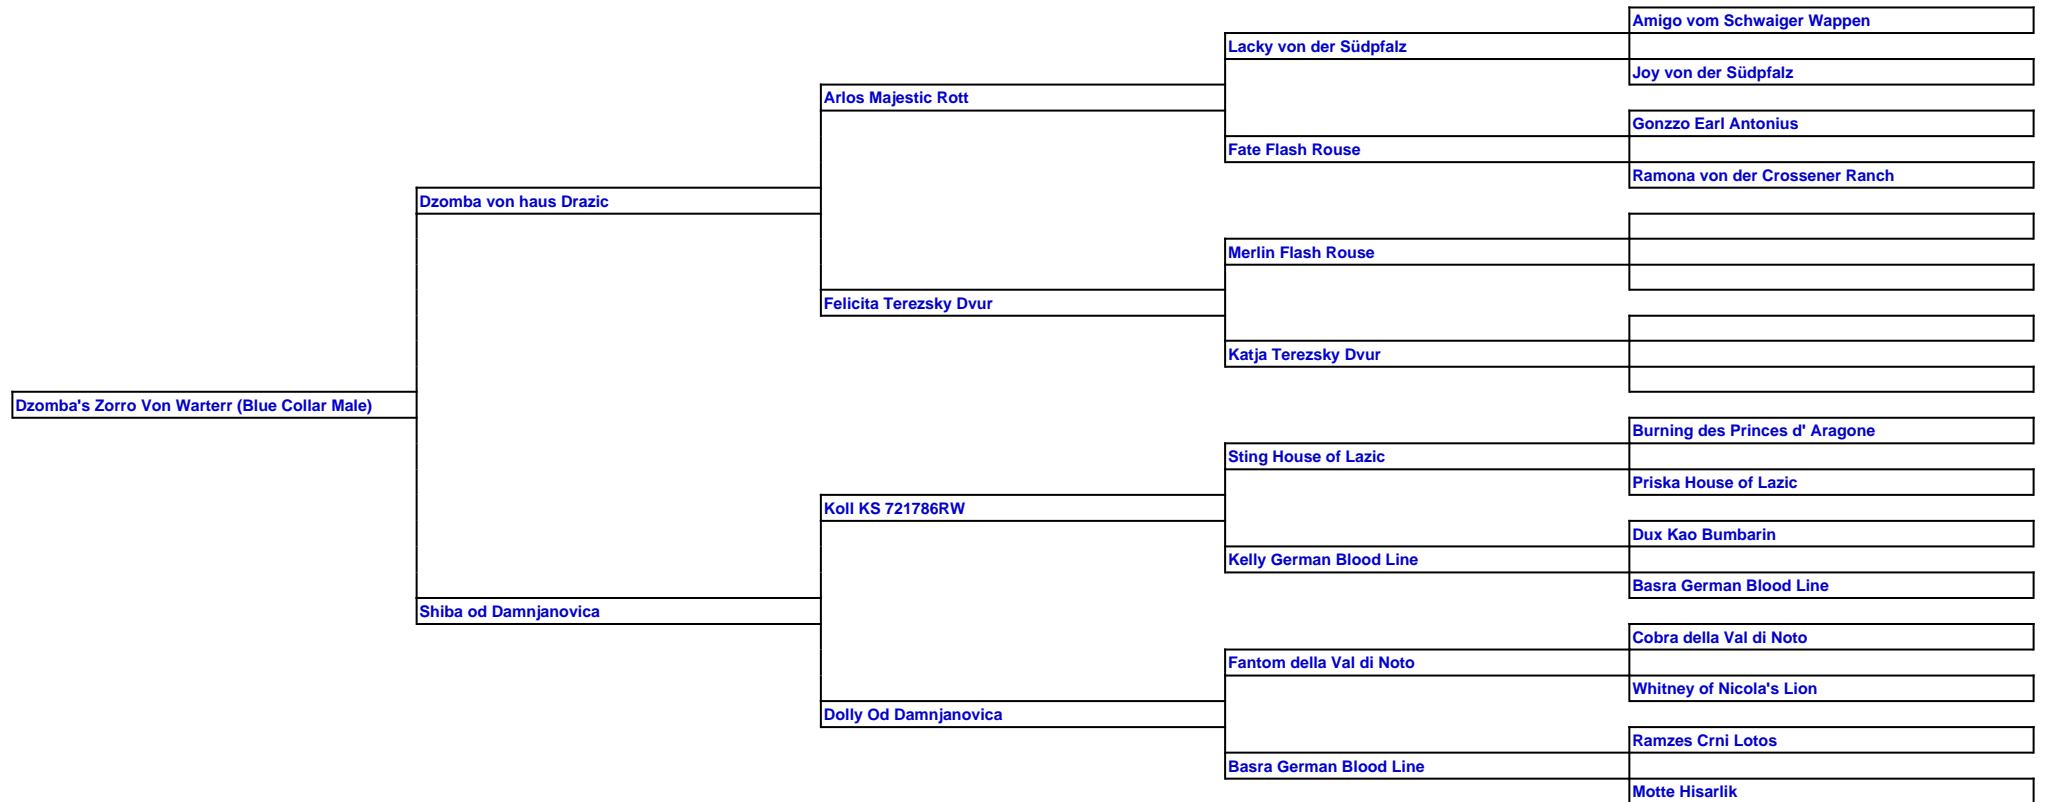 Amigo vom Schwaiger Wappen
Lacky von der Südpfalz
Joy von der Südpfalz
Arlos Majestic Rott
Gonzzo Earl Antonius
Fate Flash Rouse
Ramona von der Crossener Ranch
Dzomba von haus Drazic
Merlin Flash Rouse
Felicita Terezsky Dvur
Katja Terezsky Dvur
Dzomba's Zorro Von Warterr (Blue Collar Male)
Burning des Princes d' Aragone
Sting House of Lazic
Priska House of Lazic
Koll KS 721786RW
Dux Kao Bumbarin
Kelly German Blood Line
Basra German Blood Line
Shiba od Damnjanovica
Cobra della Val di Noto
Fantom della Val di Noto
Whitney of Nicola's Lion
Dolly Od Damnjanovica
Ramzes Crni Lotos
Basra German Blood Line
Motte Hisarlik